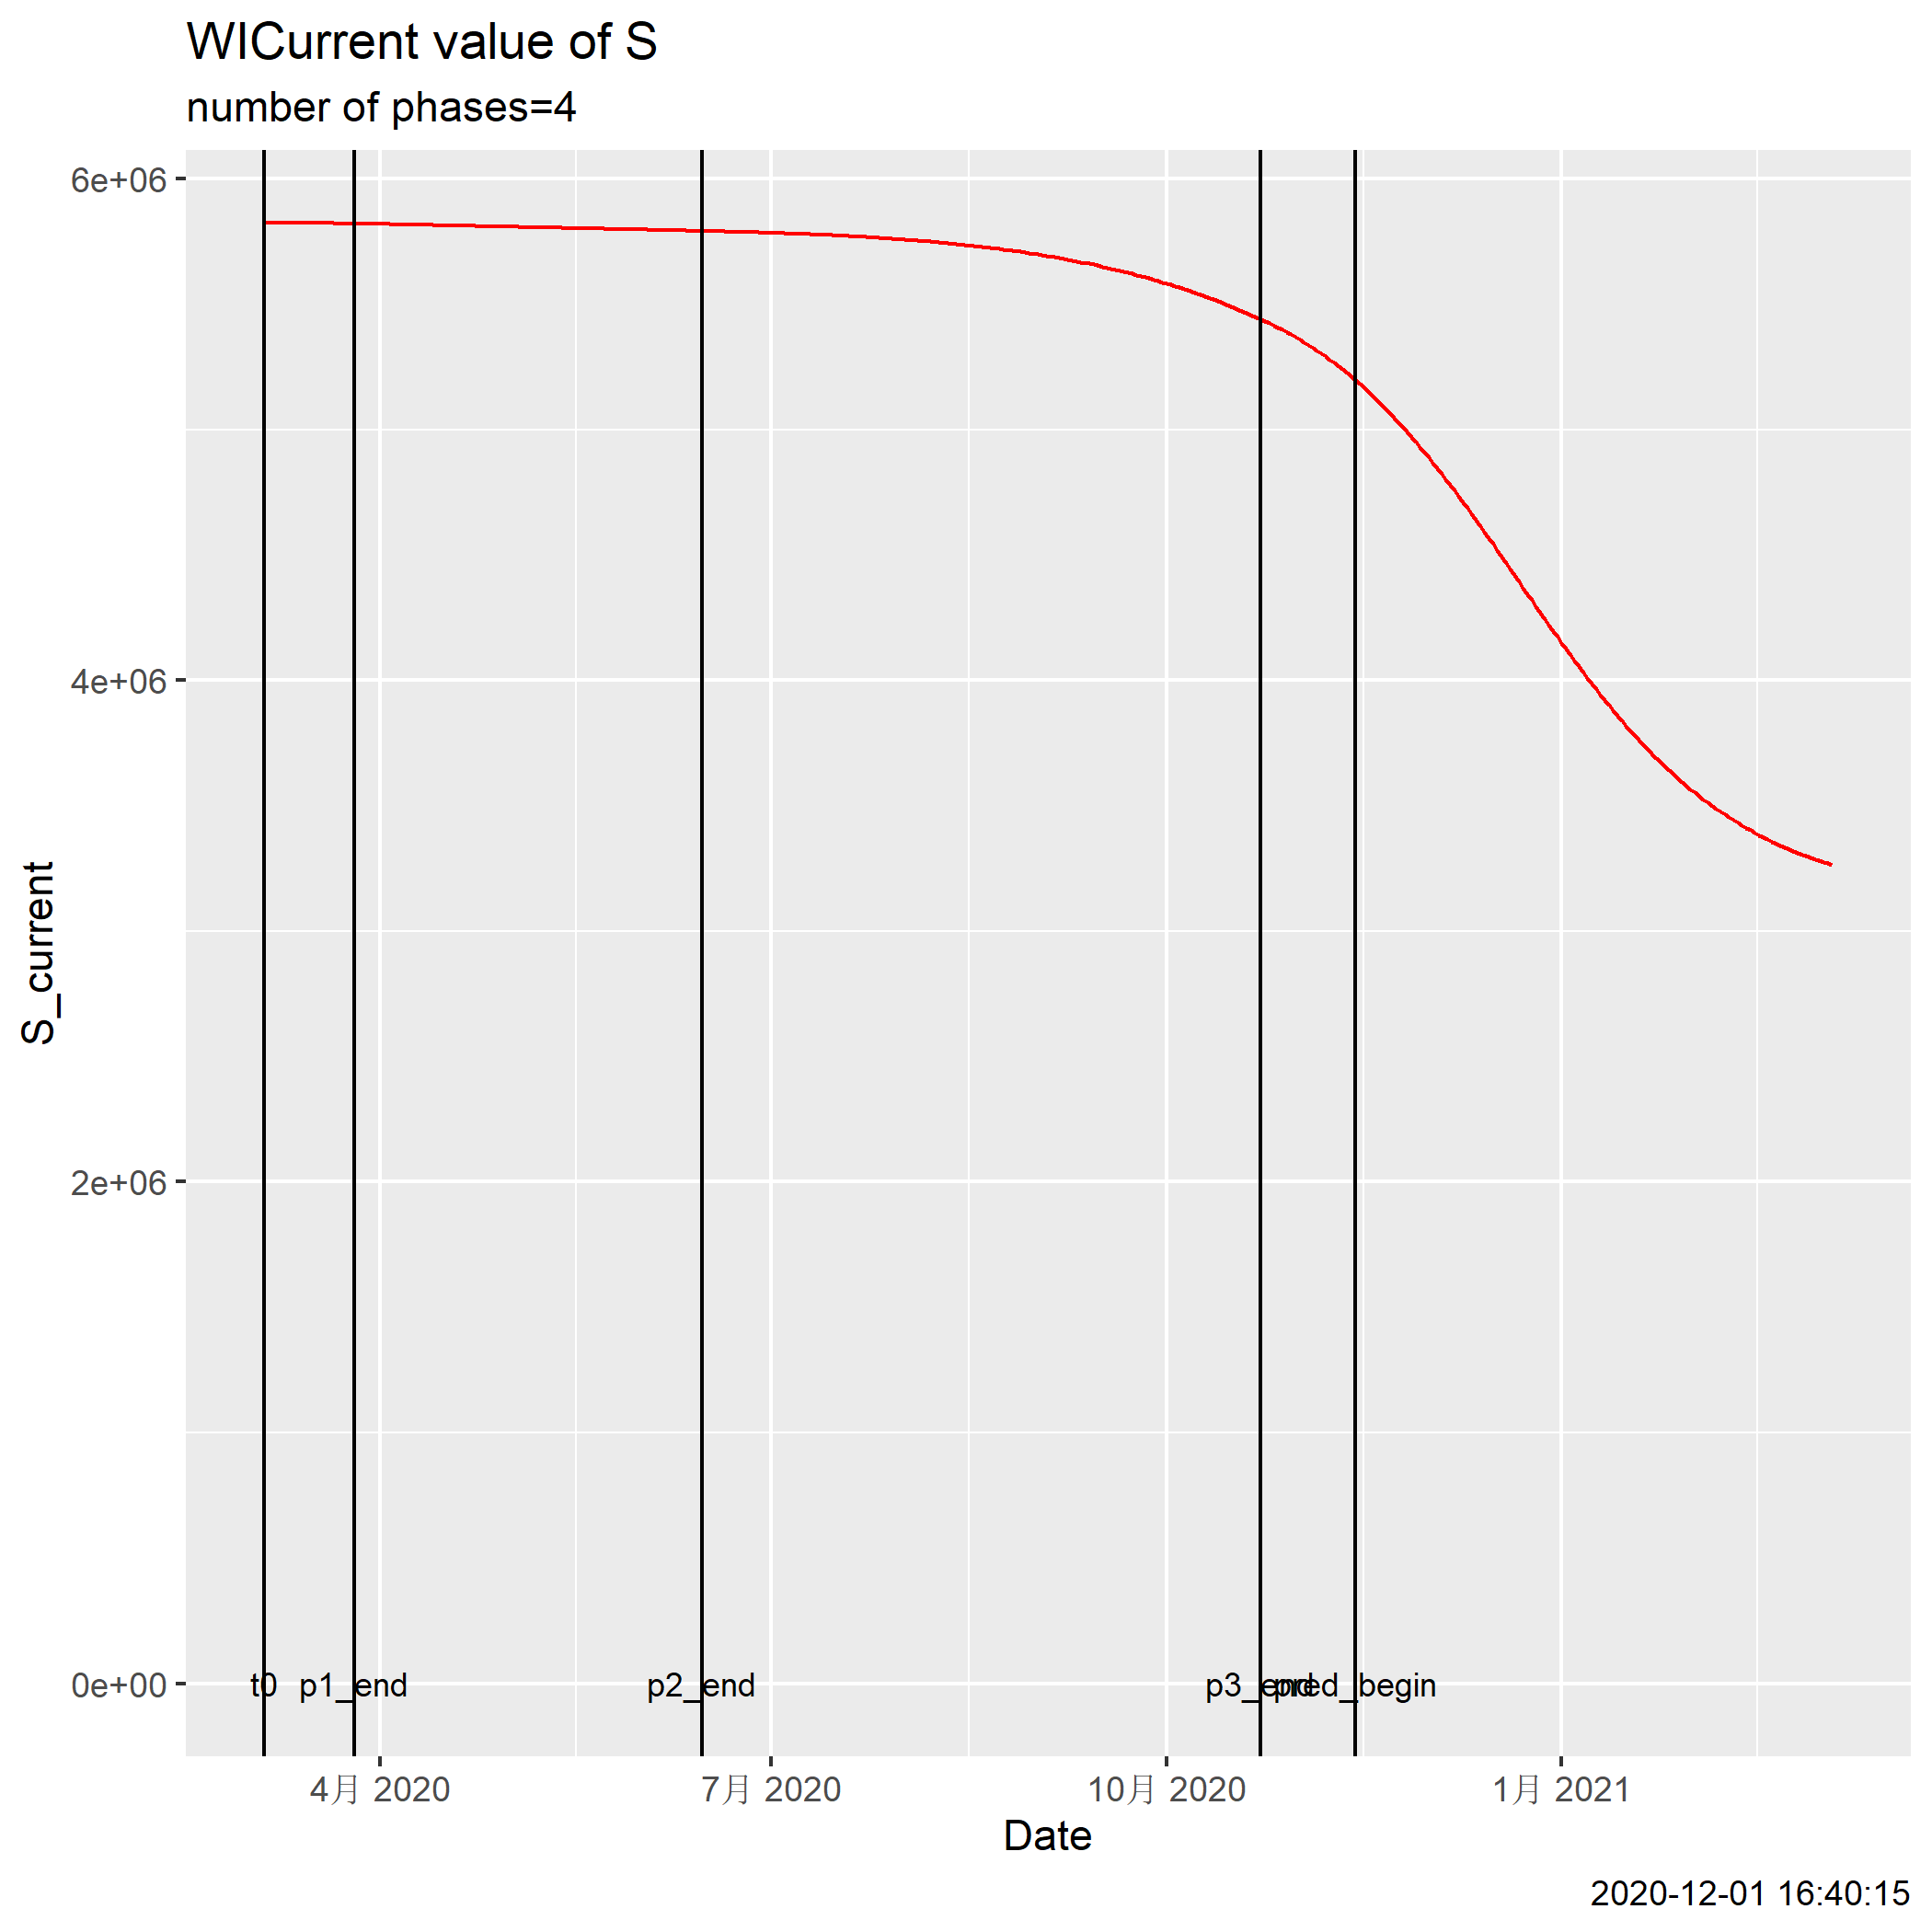 WICurrent value of S
number of phases=4
6e+06
4e+06
2e+06
0e+00
S_current
t0 p1_end p2_end p3_end pred_begin
4月 2020 7月 2020 10月 2020 1月 2021
Date
2020-12-01 16:40:15